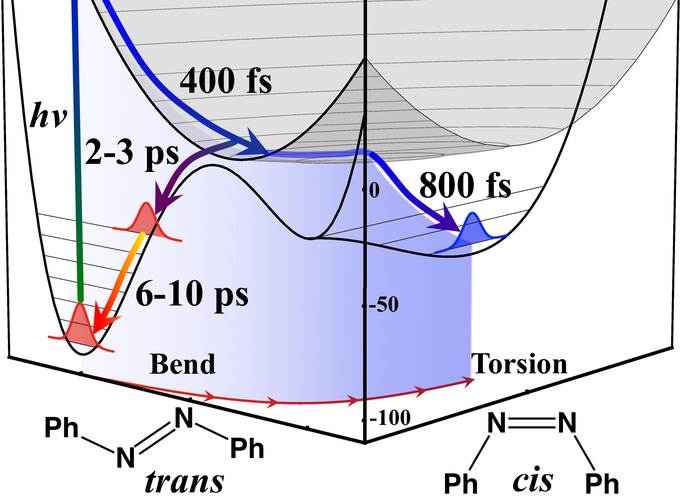 400 fs
hν
2-3 ps
0
800 fs
6-10 ps
-50
Bend
Torsion
-100
Ph
N
N
Ph
trans
N
N
Ph
cis
Ph